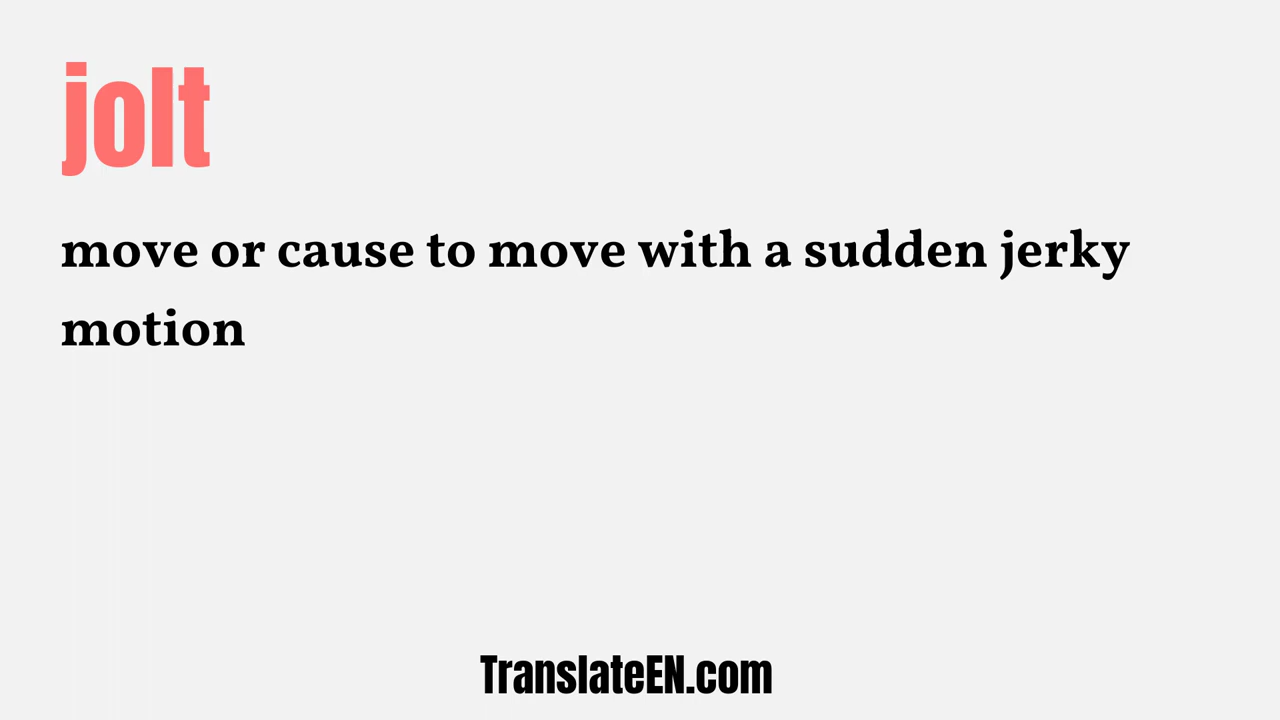 jolt
move or cause to move with a sudden jerky
motion
TranslateEN.com